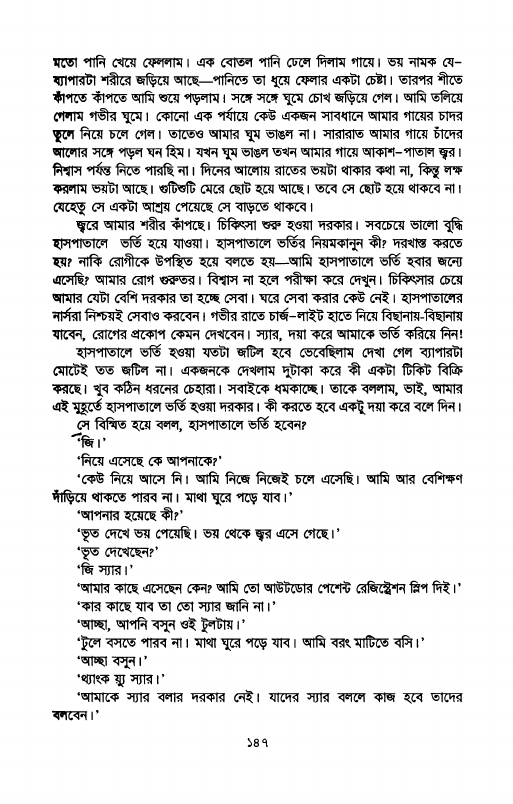 মতো পানি খেয়ে ফেললাম। এক বোতল পানি ঢেলে দিলাম গায়ে। ভয় নামক যে-
ব্যাপারটা শরীরে জড়িয়ে আছে—পানিতে তা ধুয়ে ফেলার একটা চেষ্টা। তারপর শীতে
কাঁপতে কাঁপতে আমি শুয়ে পড়লাম। সঙ্গে সঙ্গে ঘুমে চোখ জড়িয়ে গেল। আমি তলিয়ে
গেলাম গভীর ঘুমে। কোনো এক পর্যায়ে কেউ একজন সাবধানে আমার গায়ের চাদর
তুলে নিয়ে চলে গেল। তাতেও আমার ঘুম ভাঙল না। সারারাত আমার গায়ে চাঁদের
আলোর সঙ্গে পড়ল ঘন হিম। যখন ঘুম ভাঙল তখন আমার গায়ে আকাশ-পাতাল জ্বর।
নিশ্বাস পর্যন্ত নিতে পারছি না। দিনের আলোয় রাতের ভয়টা থাকার কথা না, কিন্তু লক্ষ
করলাম ভয়টা আছে। গুটিশুটি মেরে ছোট হয়ে আছে। তবে সে ছোট হয়ে থাকবে না।
যেহেতু সে একটা আশ্রয় পেয়েছে সে বাড়তে থাকবে।
জ্বরে আমার শরীর কাঁপছে। চিকিৎসা শুরু হওয়া দরকার। সবচেয়ে ভালো বুদ্ধি
হাসপাতালে ভর্তি হয়ে যাওয়া। হাসপাতালে ভর্তির নিয়মকানুন কী? দরখাস্ত করতে
হয়? নাকি রোগীকে উপস্থিত হয়ে বলতে হয়—আমি হাসপাতালে ভর্তি হবার জন্যে
এসেছি? আমার রোগ গুরুতর। বিশ্বাস না হলে পরীক্ষা করে দেখুন। চিকিৎসার চেয়ে
আমার যেটা বেশি দরকার তা হচ্ছে সেবা। ঘরে সেবা করার কেউ নেই। হাসপাতালের
নার্সরা নিশ্চয়ই সেবাও করবেন। গভীর রাতে চার্জ-লাইট হাতে নিয়ে বিছানায়-বিছানায়
যাবেন, রোগের প্রকোপ কেমন দেখবেন। স্যার, দয়া করে আমাকে ভর্তি করিয়ে নিন!
হাসপাতালে ভর্তি হওয়া যতটা জটিল হবে ভেবেছিলাম দেখা গেল ব্যাপারটা
মোটেই তত জটিল না। একজনকে দেখলাম দুটাকা করে কী একটা টিকিট বিক্রি
করছে। খুব কঠিন ধরনের চেহারা। সবাইকে ধমকাচ্ছে। তাকে বললাম, ভাই, আমার
এই মুহূর্তে হাসপাতালে ভর্তি হওয়া দরকার। কী করতে হবে একটু দয়া করে বলে দিন।
সে বিস্মিত হয়ে বলল, হাসপাতালে ভর্তি হবেন?
‘জি।’
‘নিয়ে এসেছে কে আপনাকে?’
‘কেউ নিয়ে আসে নি। আমি নিজে নিজেই চলে এসেছি। আমি আর বেশিক্ষণ
দাঁড়িয়ে থাকতে পারব না। মাথা ঘুরে পড়ে যাব।’
‘আপনার হয়েছে কী?’
‘ভূত দেখে ভয় পেয়েছি। ভয় থেকে জ্বর এসে গেছে।’
‘ভূত দেখেছেন?’
‘জি স্যার।’
‘আমার কাছে এসেছেন কেন? আমি তো আউটডোর পেশেন্ট রেজিস্ট্রেশন স্লিপ দিই।’
‘কার কাছে যাব তা তো স্যার জানি না।’
‘আচ্ছা, আপনি বসুন ওই টুলটায়।’
‘টুলে বসতে পারব না। মাথা ঘুরে পড়ে যাব। আমি বরং মাটিতে বসি।’
‘আচ্ছা বসুন।’
‘থ্যাংক য়্যু স্যার।’
‘আমাকে স্যার বলার দরকার নেই। যাদের স্যার বললে কাজ হবে তাদের
বলবেন।’
১৪৭